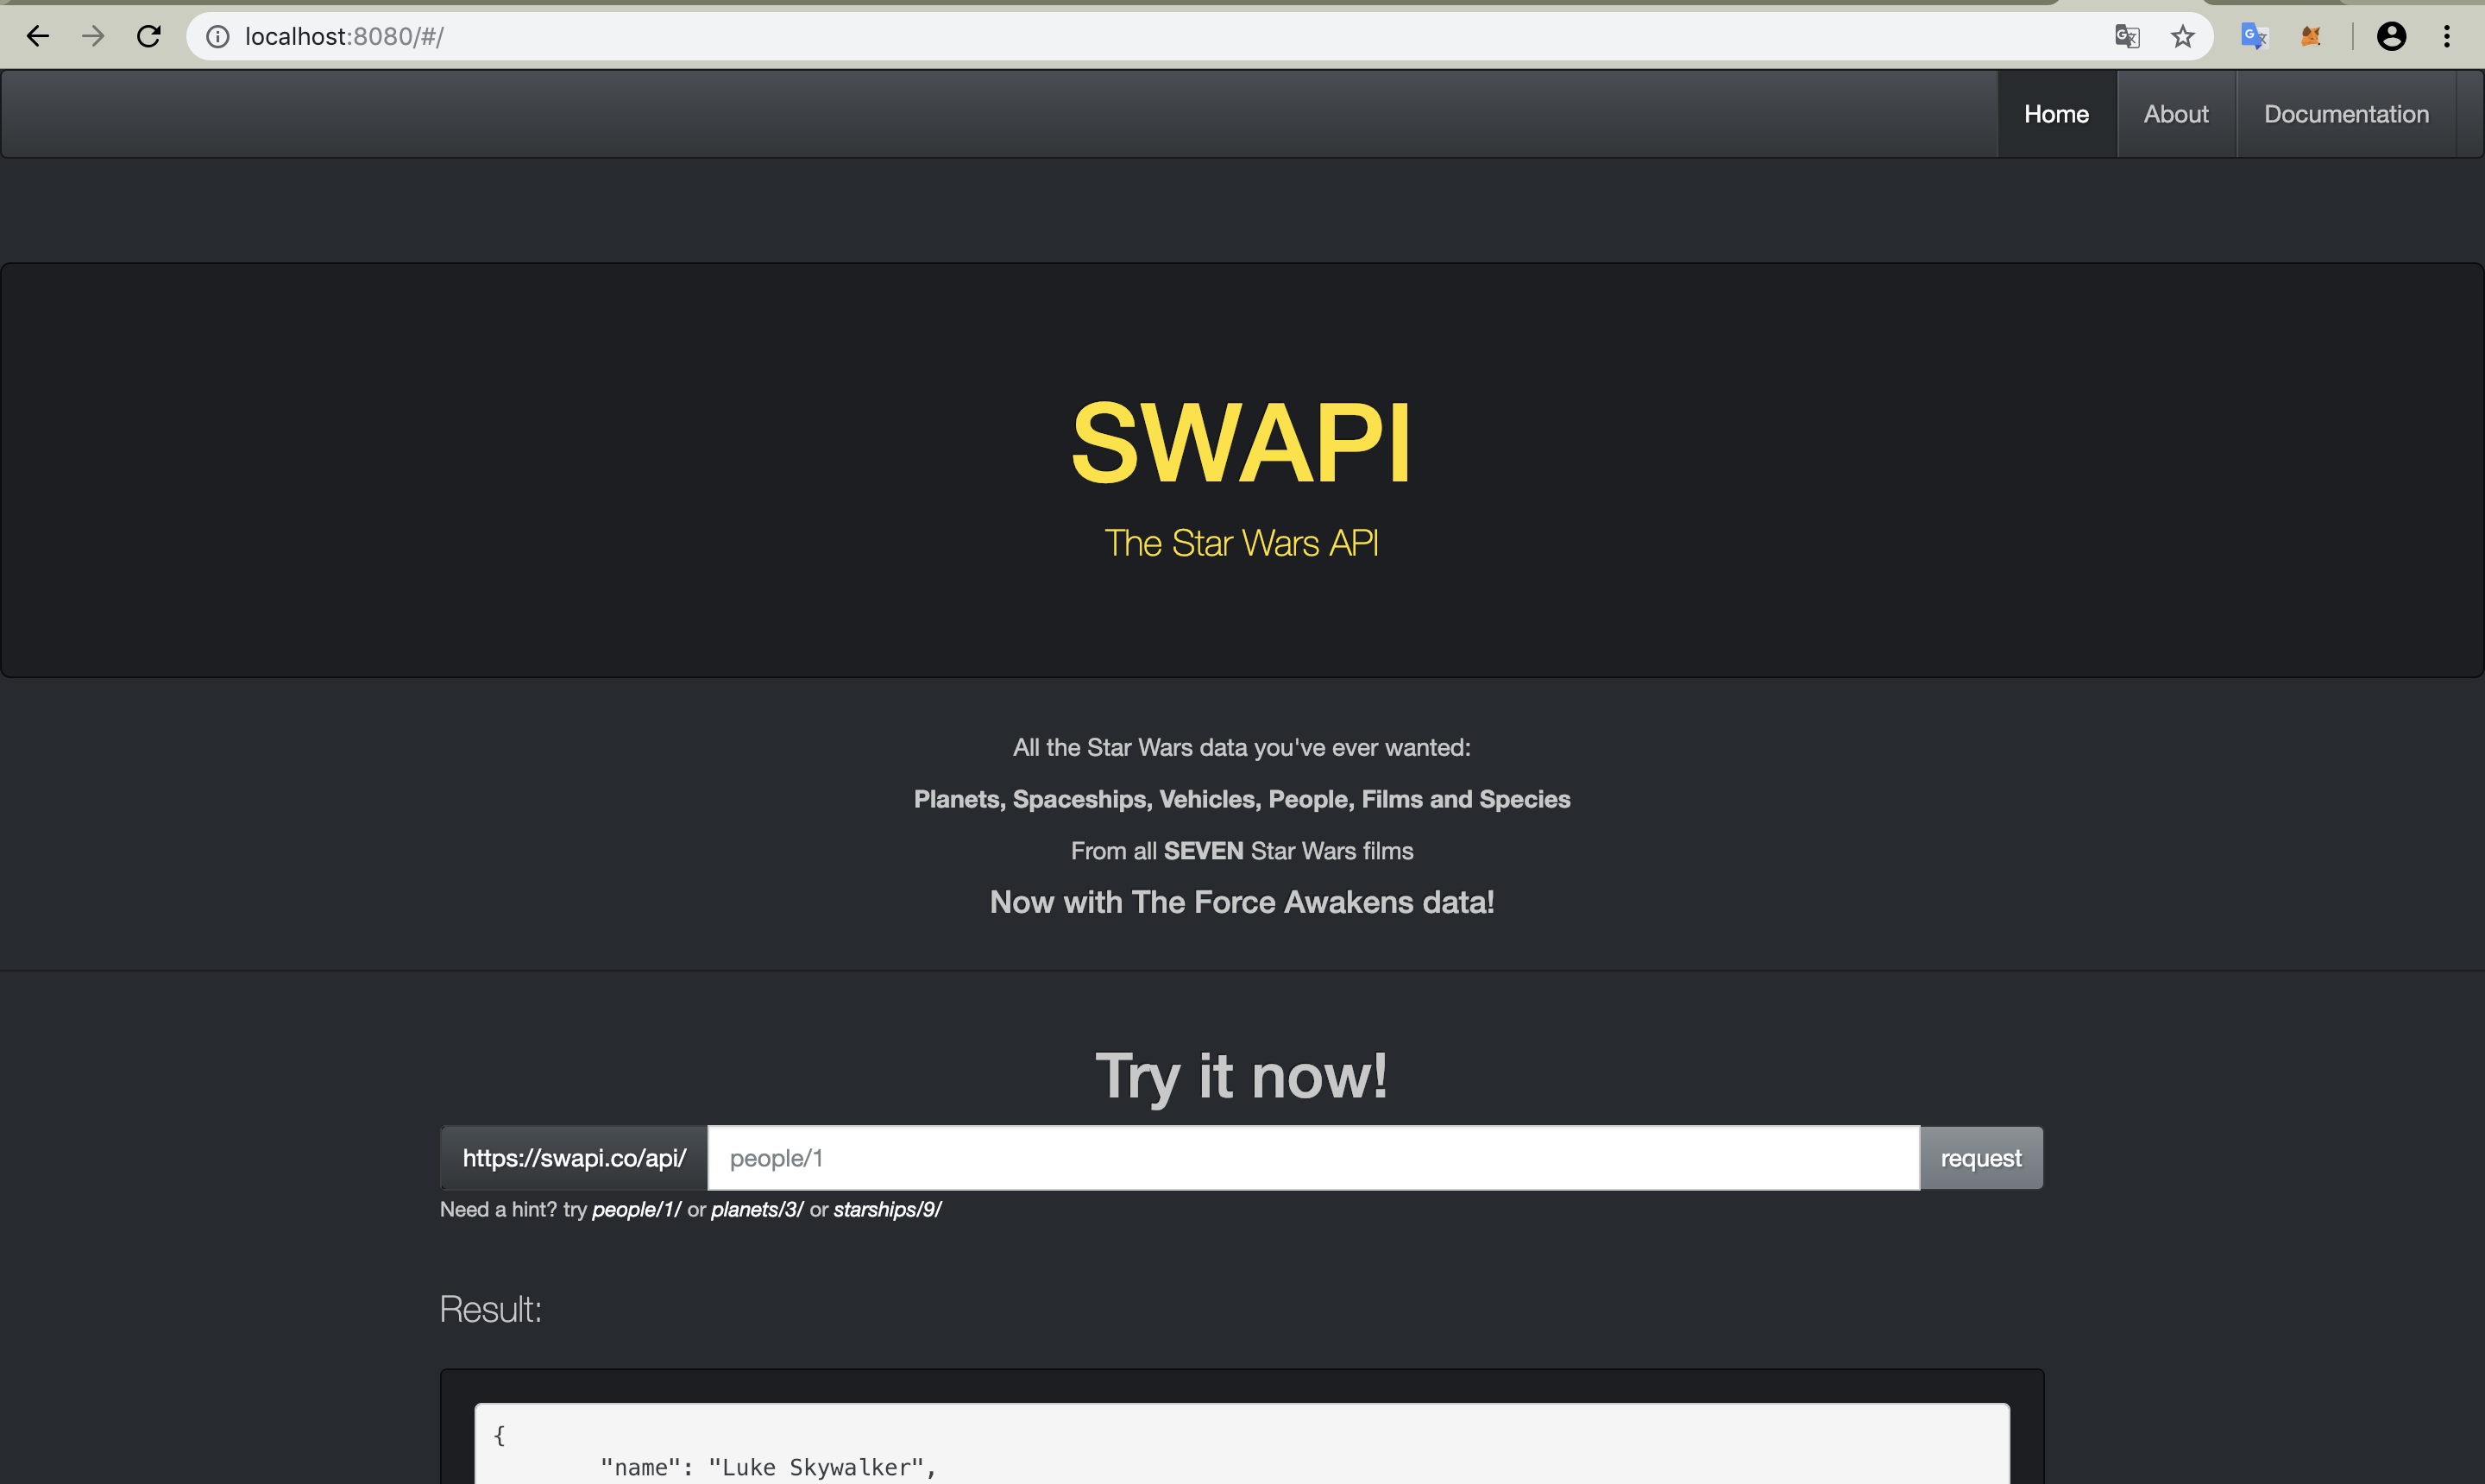 localhost:8080/#/
Home
About
Documentation
SWAPI
The Star Wars API
All the Star Wars data you've ever wanted:
Planets, Spaceships, Vehicles, People, Films and Species
From all SEVEN Star Wars films
Now with The Force Awakens data!
Try it now!
https://swapi.co/api/
people/1
request
Need a hint? try people/1/ or planets/3/ or starships/9/
Result:
{
"name": "Luke Skywalker",